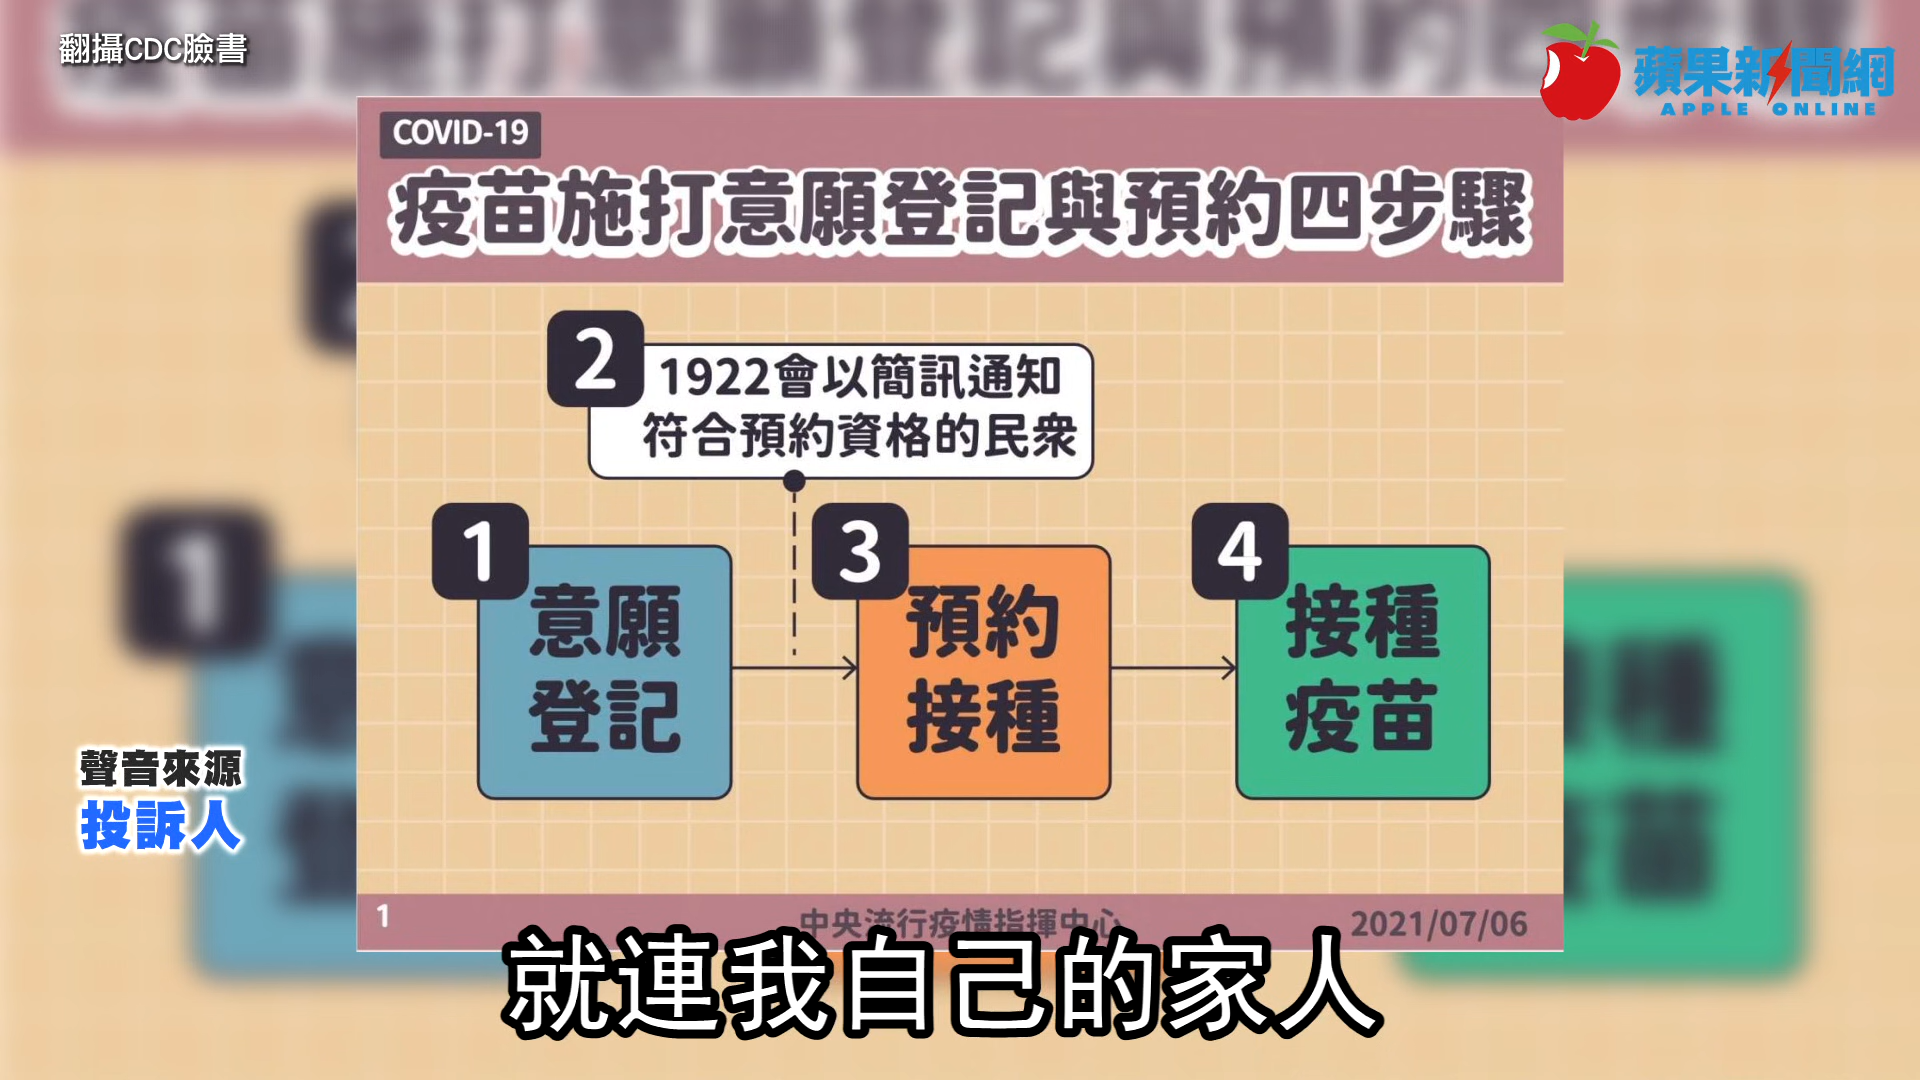 翻攝CDC臉書
蘋果新聞網
APPLE ONLINE
COVID-19
疫苗施打意願登記與預約四步驟
2
1922會以簡訊通知
符合預約資格的民眾
1
意願
登記
3
預約
接種
4
接種
疫苗
聲音來源
投訴人
1
中央流行疫情指揮中心
2021/07/06
就連我自己的家人